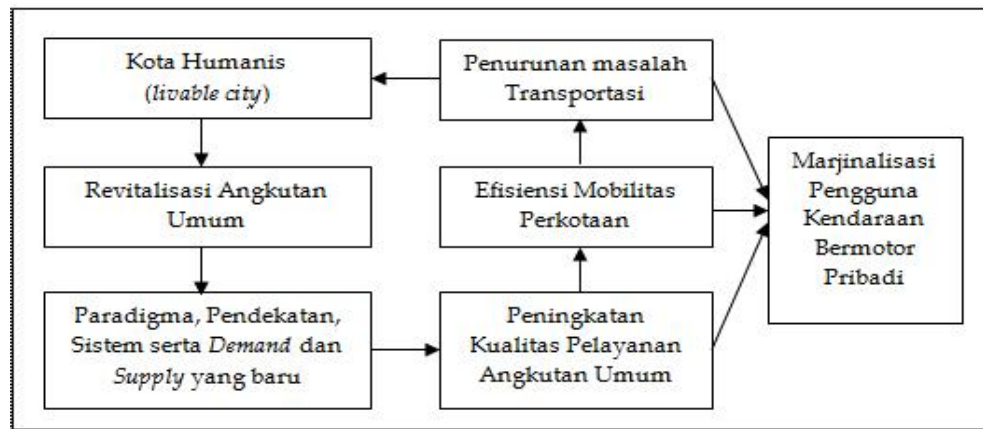 Kota Humanis
(livable city)
Revitalisasi Angkutan
Umum
Paradigma, Pendekatan,
Sistem serta Demand dan
Supply yang baru
Penurunan masalah
Transportasi
Efisiensi Mobilitas
Perkotaan
Peningkatan
Kualitas Pelayanan
Angkutan Umum
Marjinalisasi
Pengguna
Kendaraan
Bermotor
Pribadi